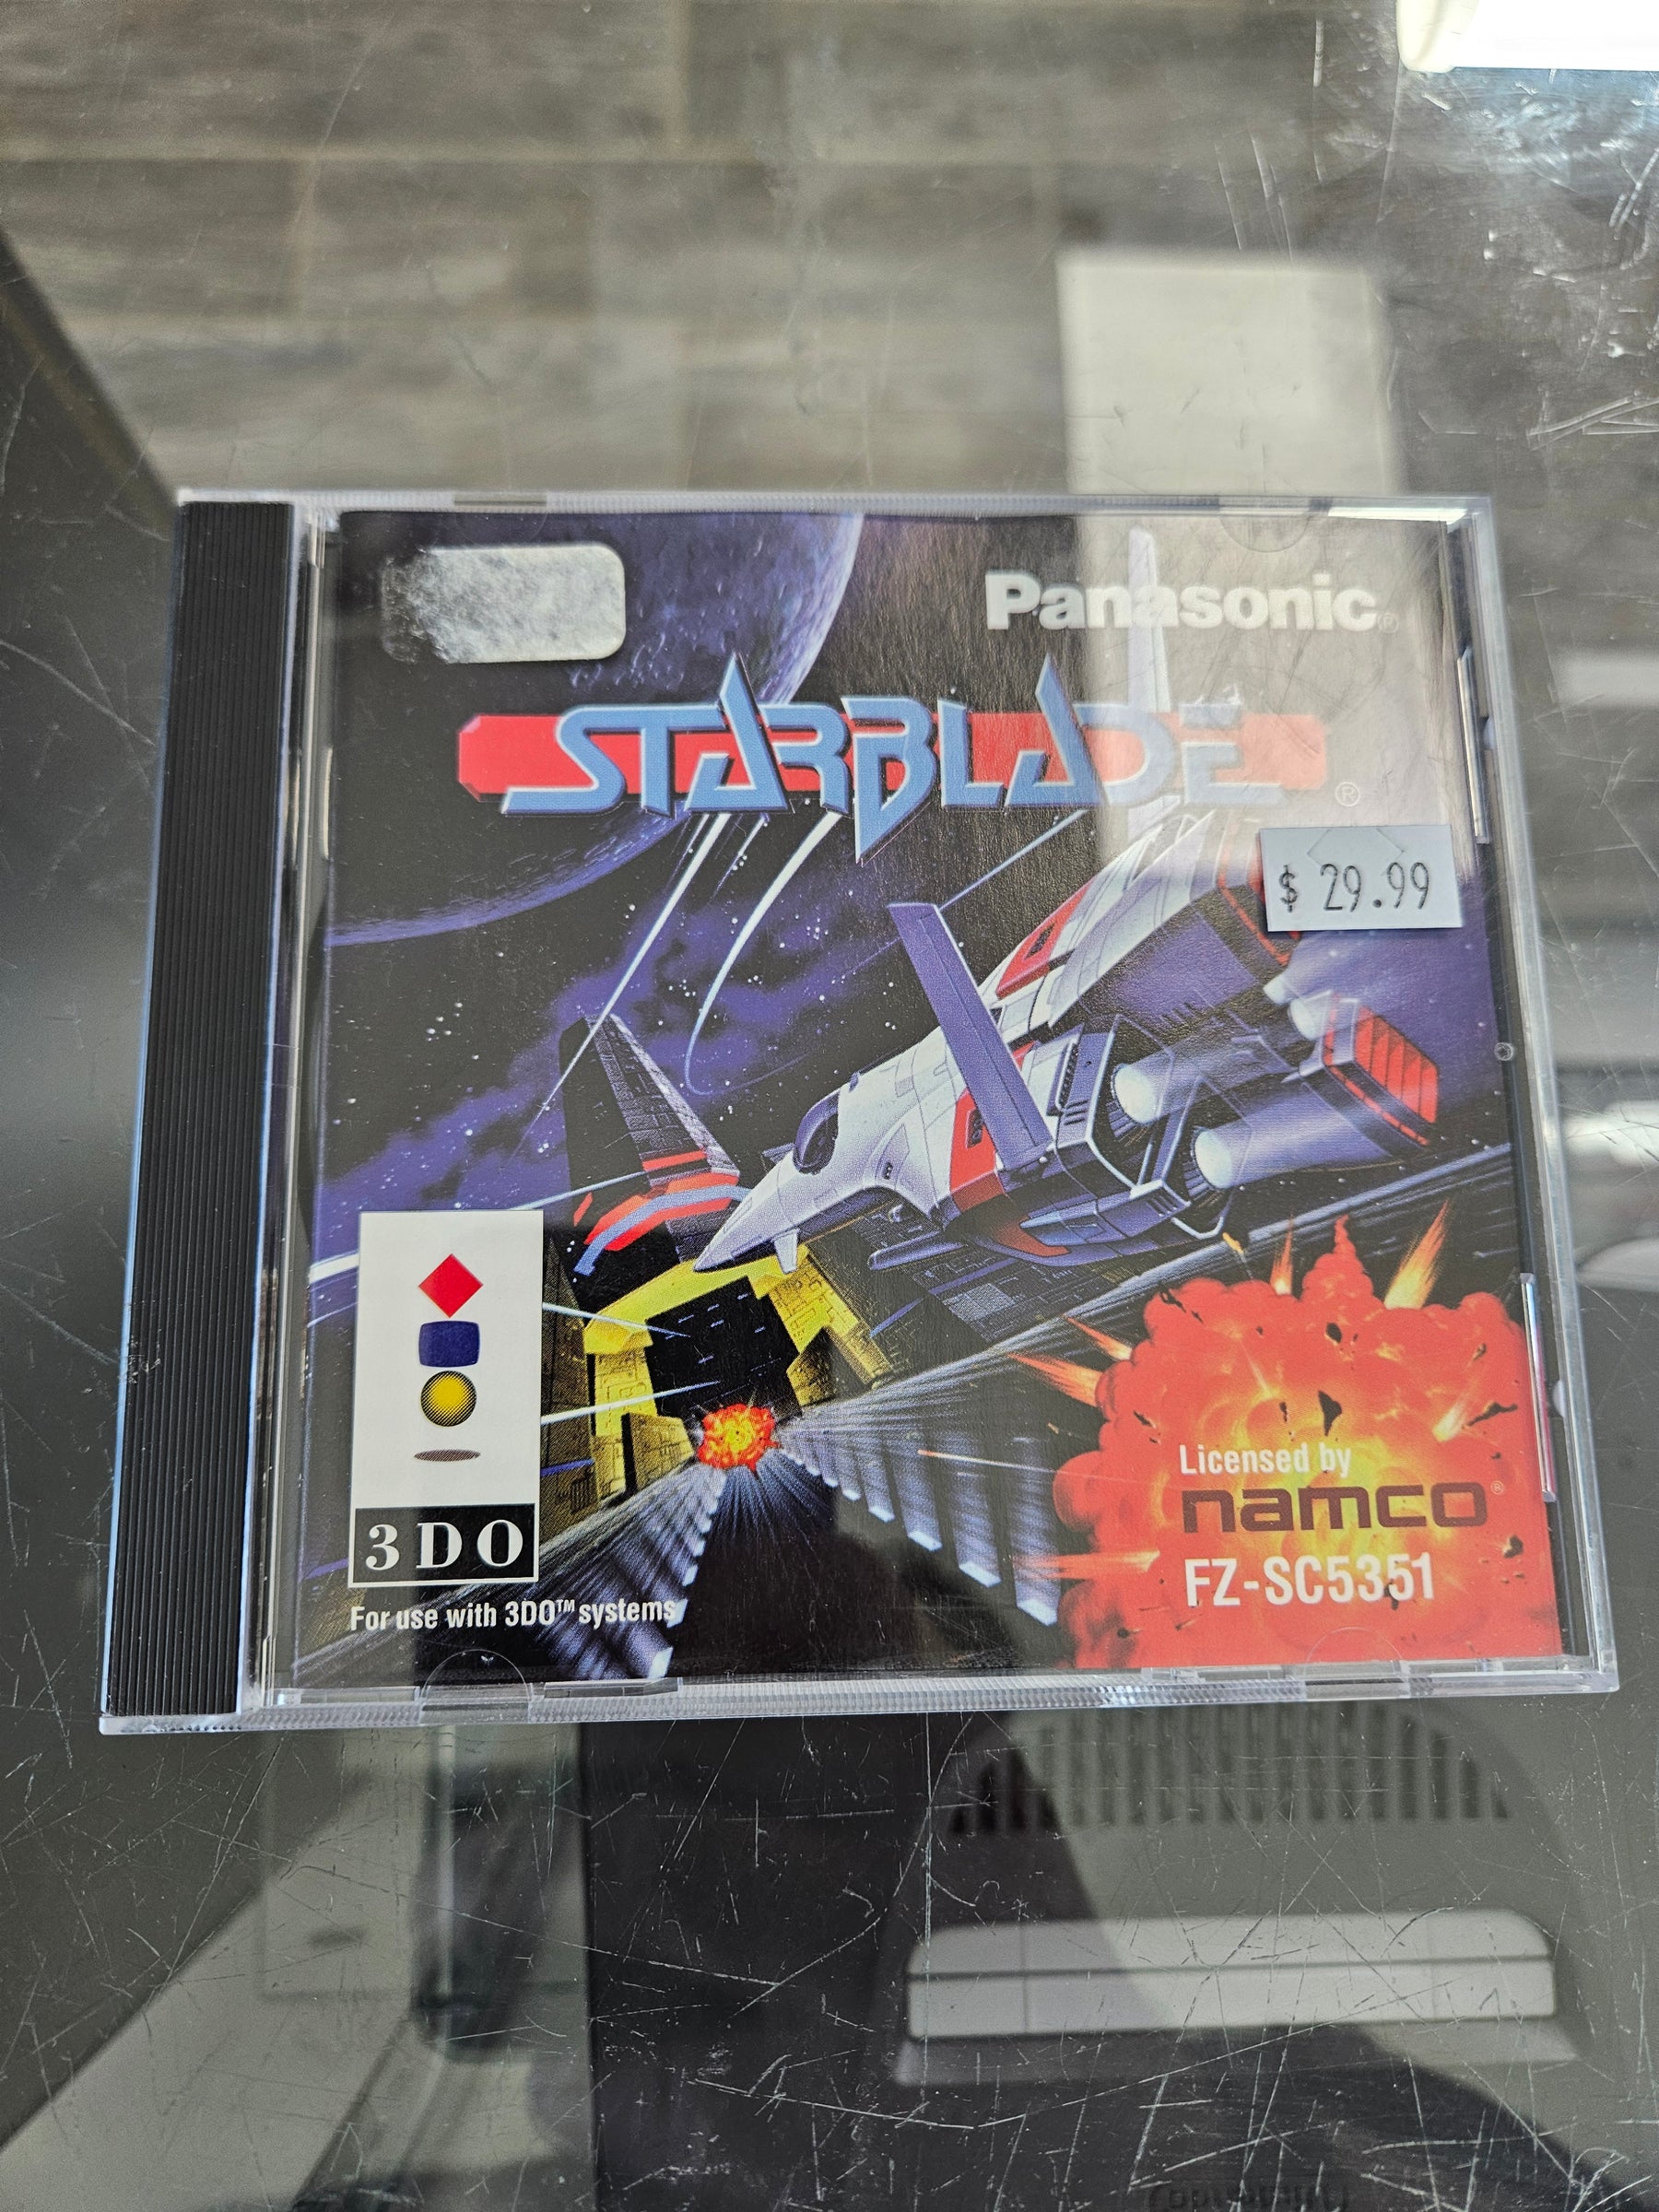 Panasonic®
STARBLADE®
$ 29.99
3DO
For use with 3DO™ systems
Licensed by
namco®
FZ-SC5351